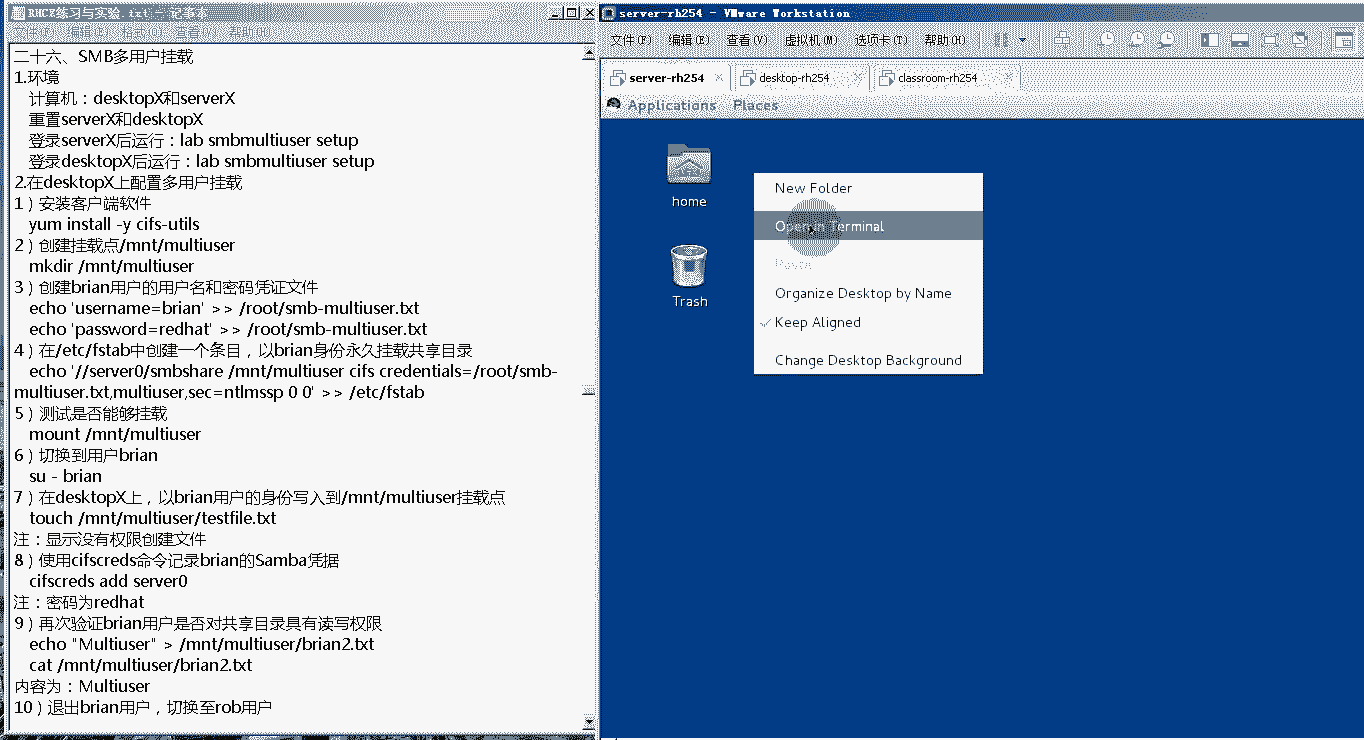 RHCE练习与实验.txt - 记事本
文件(F) 编辑(E) 格式(O) 查看(V) 帮助(H)
二十六、SMB多用户挂载
1.环境
计算机：desktopX和serverX
重置serverX和desktopX
登录serverX后运行：lab smbmultiuser setup
登录desktopX后运行：lab smbmultiuser setup
2.在desktopX上配置多用户挂载
1）安装客户端软件
yum install -y cifs-utils
2）创建挂载点/mnt/multiuser
mkdir /mnt/multiuser
3）创建brian用户的用户名和密码凭证文件
echo 'username=brian' >> /root/smb-multiuser.txt
echo 'password=redhat' >> /root/smb-multiuser.txt
4）在/etc/fstab中创建一个条目，以brian身份永久挂载共享目录
echo '//server0/smbshare /mnt/multiuser cifs credentials=/root/smb-
multiuser.txt,multiuser,sec=ntlmssp 0 0' >> /etc/fstab
5）测试是否能够挂载
mount /mnt/multiuser
6）切换到用户brian
su - brian
7）在desktopX上，以brian用户的身份写入到/mnt/multiuser挂载点
touch /mnt/multiuser/testfile.txt
注：显示没有权限创建文件
8）使用cifscreds命令记录brian的Samba凭据
cifscreds add server0
注：密码为redhat
9）再次验证brian用户是否对共享目录具有读写权限
echo "Multiuser" > /mnt/multiuser/brian2.txt
cat /mnt/multiuser/brian2.txt
内容为：Multiuser
10）退出brian用户，切换至rob用户
server-rh254 - VMware Workstation
文件(F) 编辑(E) 查看(V) 虚拟机(M) 选项卡(T) 帮助(H)
server-rh254 desktop-rh254 classroom-rh254
Applications Places
home
Trash
New Folder
Open in Terminal
Paste
Organize Desktop by Name
Keep Aligned
Change Desktop Background